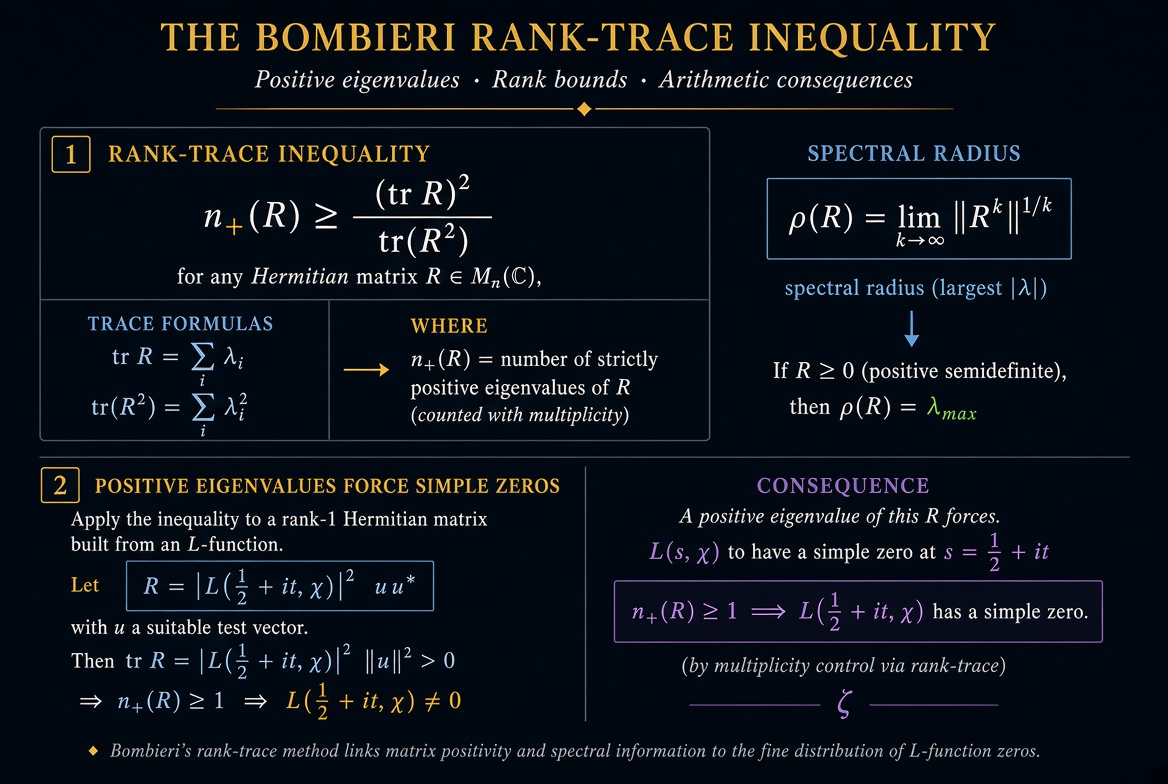 THE BOMBIERI RANK-TRACE INEQUALITY
Positive eigenvalues · Rank bounds · Arithmetic consequences
1 RANK-TRACE INEQUALITY
n₊(R) ≥ (tr R)² / tr(R²)
for any Hermitian matrix R ∈ Mₙ(ℂ),
TRACE FORMULAS
tr R = ∑ᵢ λᵢ
tr(R²) = ∑ᵢ λᵢ²
→
WHERE
n₊(R) = number of strictly
positive eigenvalues of R
(counted with multiplicity)
SPECTRAL RADIUS
ρ(R) = lim_{k→∞} ‖Rᵏ‖^{1/k}
spectral radius (largest |λ|)
↓
If R ≥ 0 (positive semidefinite),
then ρ(R) = λ_{max}
2 POSITIVE EIGENVALUES FORCE SIMPLE ZEROS
Apply the inequality to a rank-1 Hermitian matrix
built from an L-function.
Let R = |L(1/2 + it, χ)|² u u*
with u a suitable test vector.
Then tr R = |L(1/2 + it, χ)|² ‖u‖² > 0
⇒ n₊(R) ≥ 1 ⇒ L(1/2 + it, χ) ≠ 0
CONSEQUENCE
A positive eigenvalue of this R forces.
L(s, χ) to have a simple zero at s = 1/2 + it
n₊(R) ≥ 1 ⟹ L(1/2 + it, χ) has a simple zero.
(by multiplicity control via rank-trace)
ζ
Bombieri's rank-trace method links matrix positivity and spectral information to the fine distribution of L-function zeros.